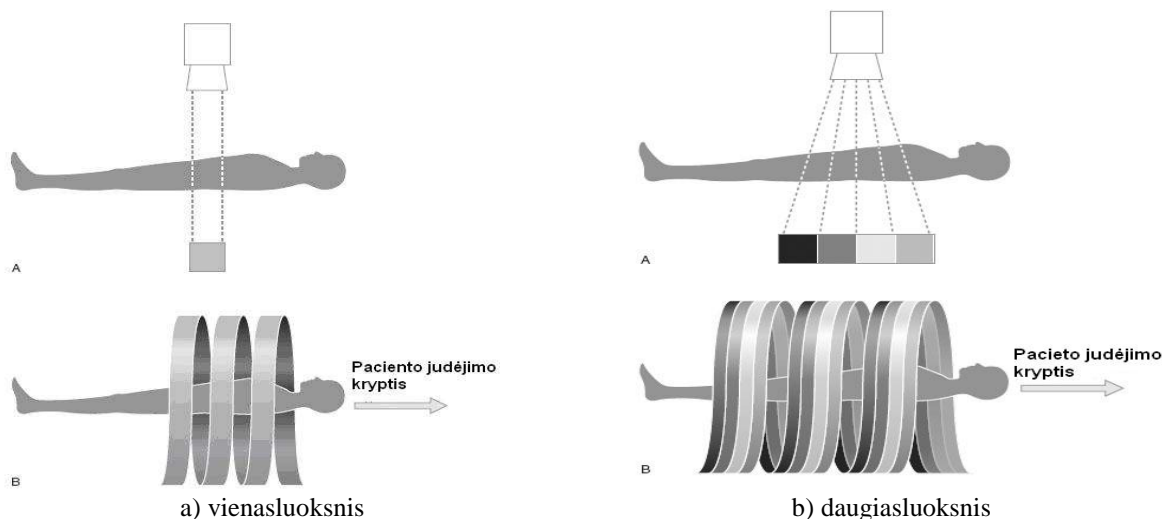 A
A
B
Paciento judėjimo
kryptis
B
Pacieto judėjimo
kryptis
a) vienasluoksnis
b) daugiasluoksnis